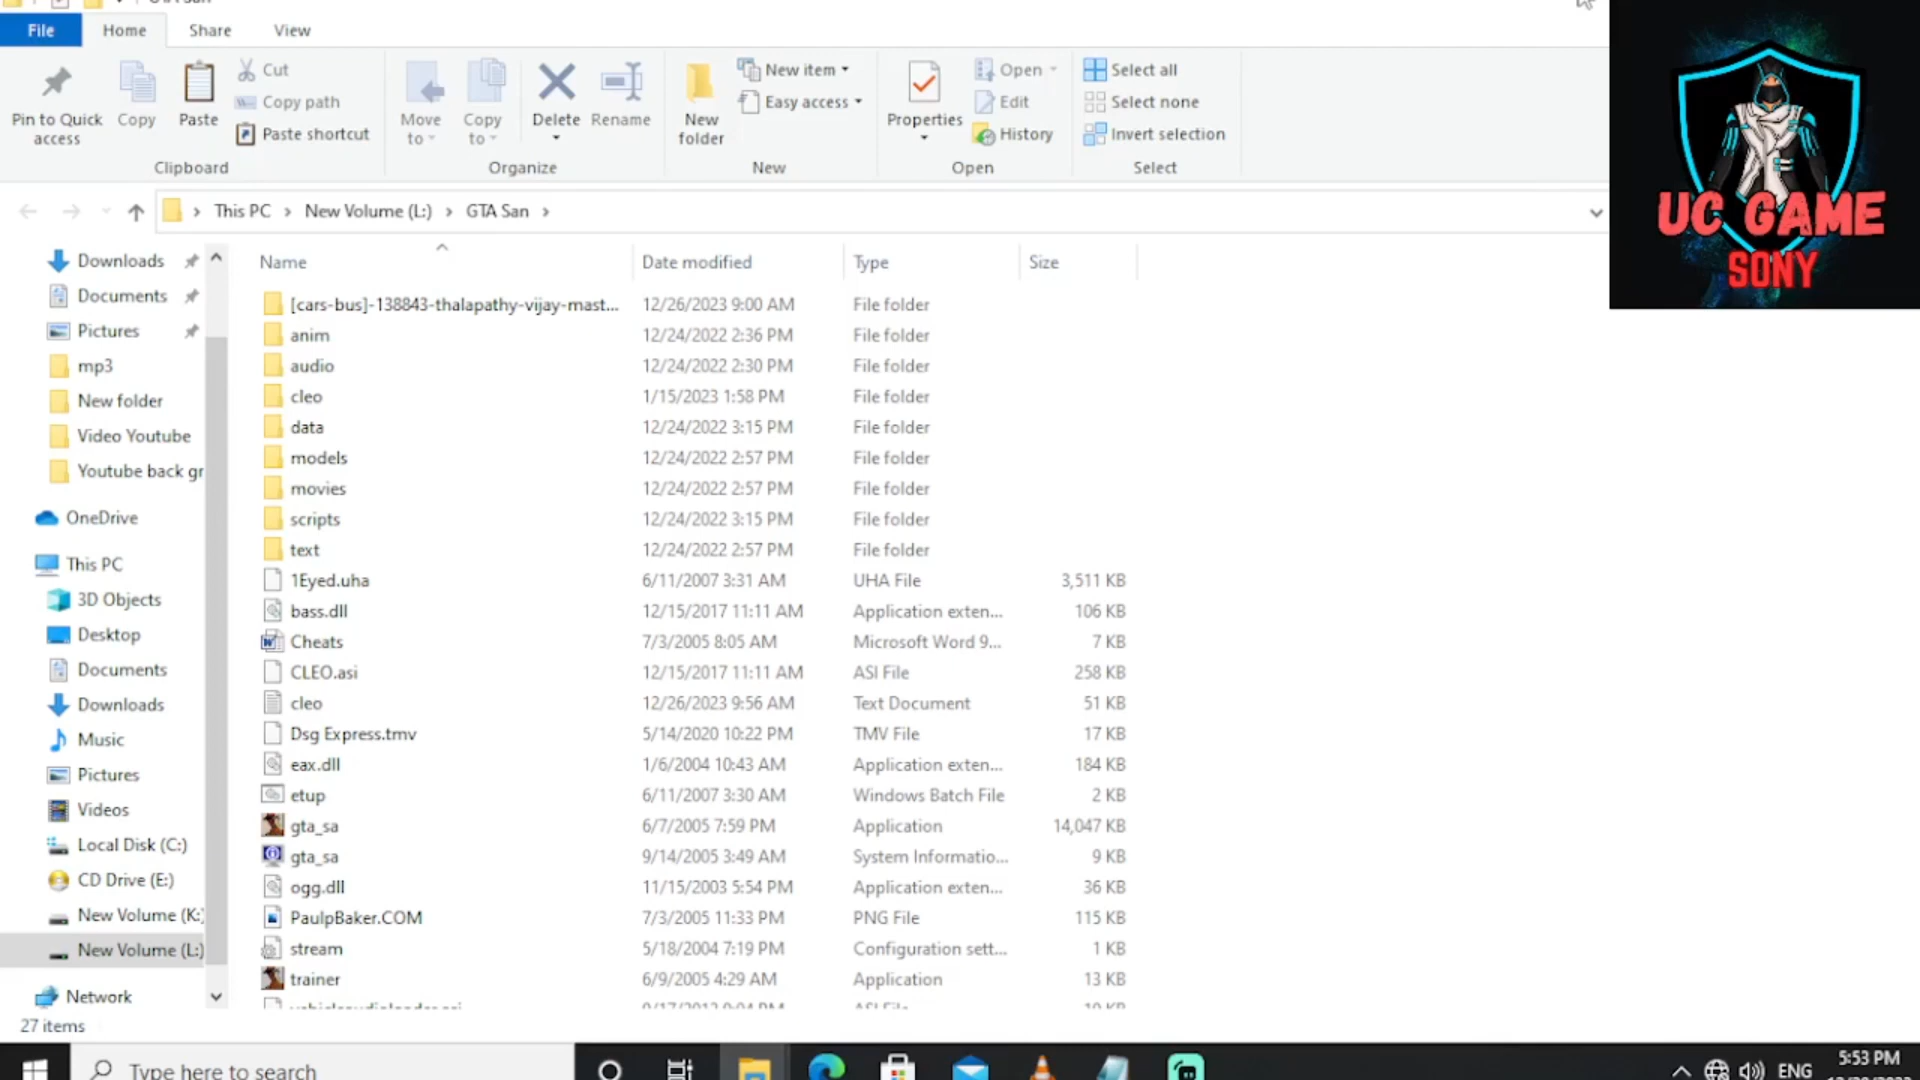 File Home Share View
Pin to Quick access
Copy
Paste
Cut
Copy path
Paste shortcut
Clipboard
Move to
Copy to
Delete
Rename
Organize
New folder
New item
Easy access
New
Properties
Open
Edit
History
Open
Select all
Select none
Invert selection
Select
UC GAME
SONY
This PC > New Volume (L:) > GTA San >
Downloads
Documents
Pictures
mp3
New folder
Video Youtube
Youtube back gr
OneDrive
This PC
3D Objects
Desktop
Documents
Downloads
Music
Pictures
Videos
Local Disk (C:)
CD Drive (E:)
New Volume (K:)
New Volume (L:)
Network
Name Date modified Type Size
[cars-bus]-138843-thalapathy-vijay-mast... 12/26/2023 9:00 AM File folder
anim 12/24/2022 2:36 PM File folder
audio 12/24/2022 2:30 PM File folder
cleo 1/15/2023 1:58 PM File folder
data 12/24/2022 3:15 PM File folder
models 12/24/2022 2:57 PM File folder
movies 12/24/2022 2:57 PM File folder
scripts 12/24/2022 3:15 PM File folder
text 12/24/2022 2:57 PM File folder
1Eyed.uha 6/11/2007 3:31 AM UHA File 3,511 KB
bass.dll 12/15/2017 11:11 AM Application exten... 106 KB
Cheats 7/3/2005 8:05 AM Microsoft Word 9... 7 KB
CLEO.asi 12/15/2017 11:11 AM ASI File 258 KB
cleo 12/26/2023 9:56 AM Text Document 51 KB
Dsg Express.tmv 5/14/2020 10:22 PM TMV File 17 KB
eax.dll 1/6/2004 10:43 AM Application exten... 184 KB
etup 6/11/2007 3:30 AM Windows Batch File 2 KB
gta_sa 6/7/2005 7:59 PM Application 14,047 KB
gta_sa 9/14/2005 3:49 AM System Informatio... 9 KB
ogg.dll 11/15/2003 5:54 PM Application exten... 36 KB
PaulpBaker.COM 7/3/2005 11:33 PM PNG File 115 KB
stream 5/18/2004 7:19 PM Configuration sett... 1 KB
trainer 6/9/2005 4:29 AM Application 13 KB
27 items
Type here to search
ENG
5:53 PM